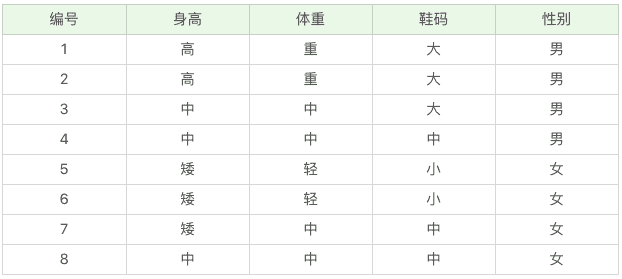 编号 身高 体重 鞋码 性别
1 高 重 大 男
2 高 重 大 男
3 中 中 大 男
4 中 中 中 男
5 矮 轻 小 女
6 矮 轻 小 女
7 矮 中 中 女
8 中 中 中 女